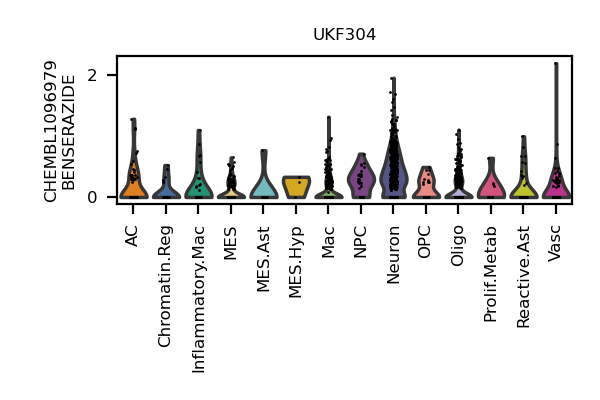 UKF304
CHEMBL1096979
BENSERAZIDE
2
0
AC
Chromatin.Reg
Inflammatory.Mac
MES
MES.Ast
MES.Hyp
Mac
NPC
Neuron
OPC
Oligo
Prolif.Metab
Reactive.Ast
Vasc